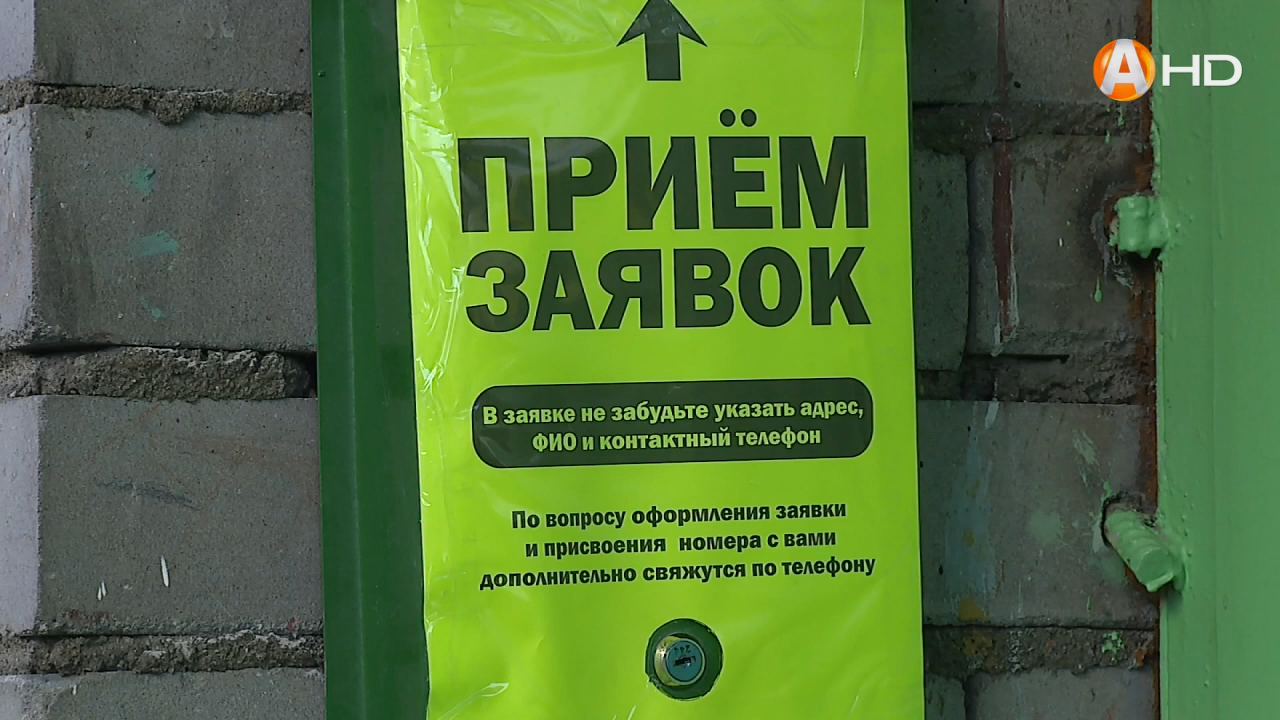 А HD
ПРИЁМ
ЗАЯВОК
В заявке не забудьте указать адрес,
ФИО и контактный телефон
По вопросу оформления заявки
и присвоения номера с вами
дополнительно свяжутся по телефону